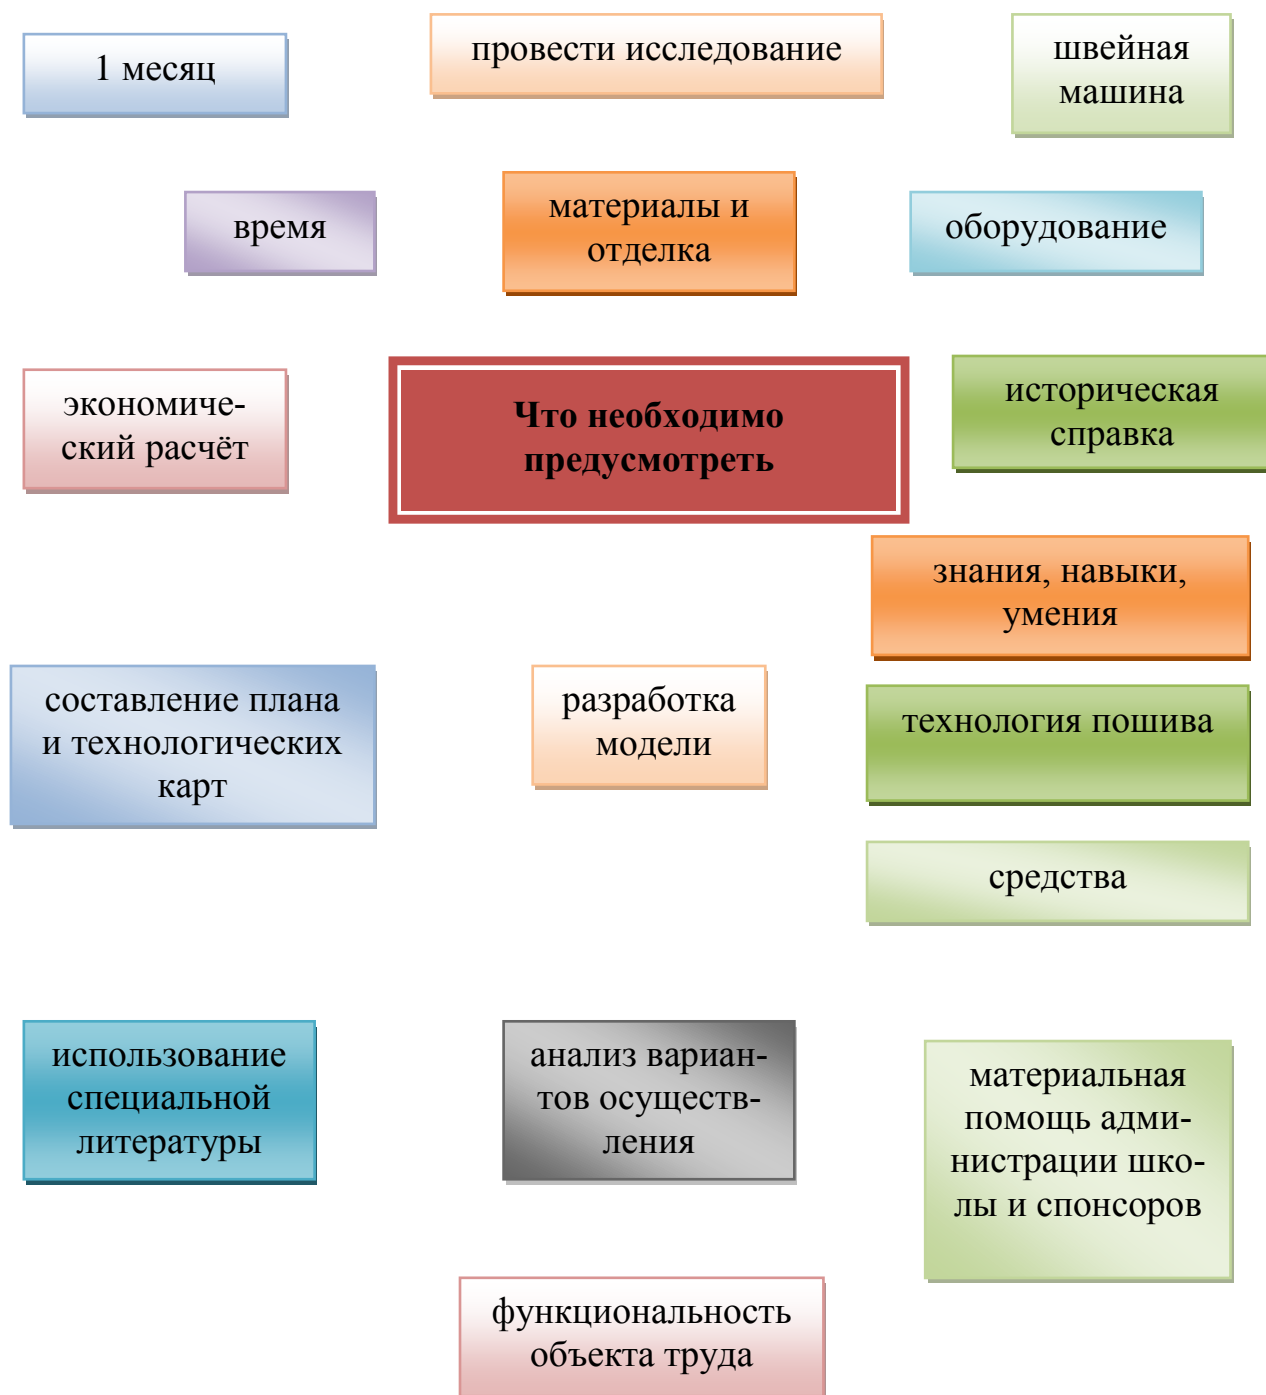 1 месяц
провести исследование
швейная
машина
время
материалы и
отделка
оборудование
экономиче-
ский расчёт
Что необходимо
предусмотреть
историческая
справка
знания, навыки,
умения
составление плана
и технологических
карт
разработка
модели
технология пошива
средства
использование
специальной
литературы
анализ вариан-
тов осуществ-
ления
материальная
помощь адми-
нистрации шко-
лы и спонсоров
функциональность
объекта труда